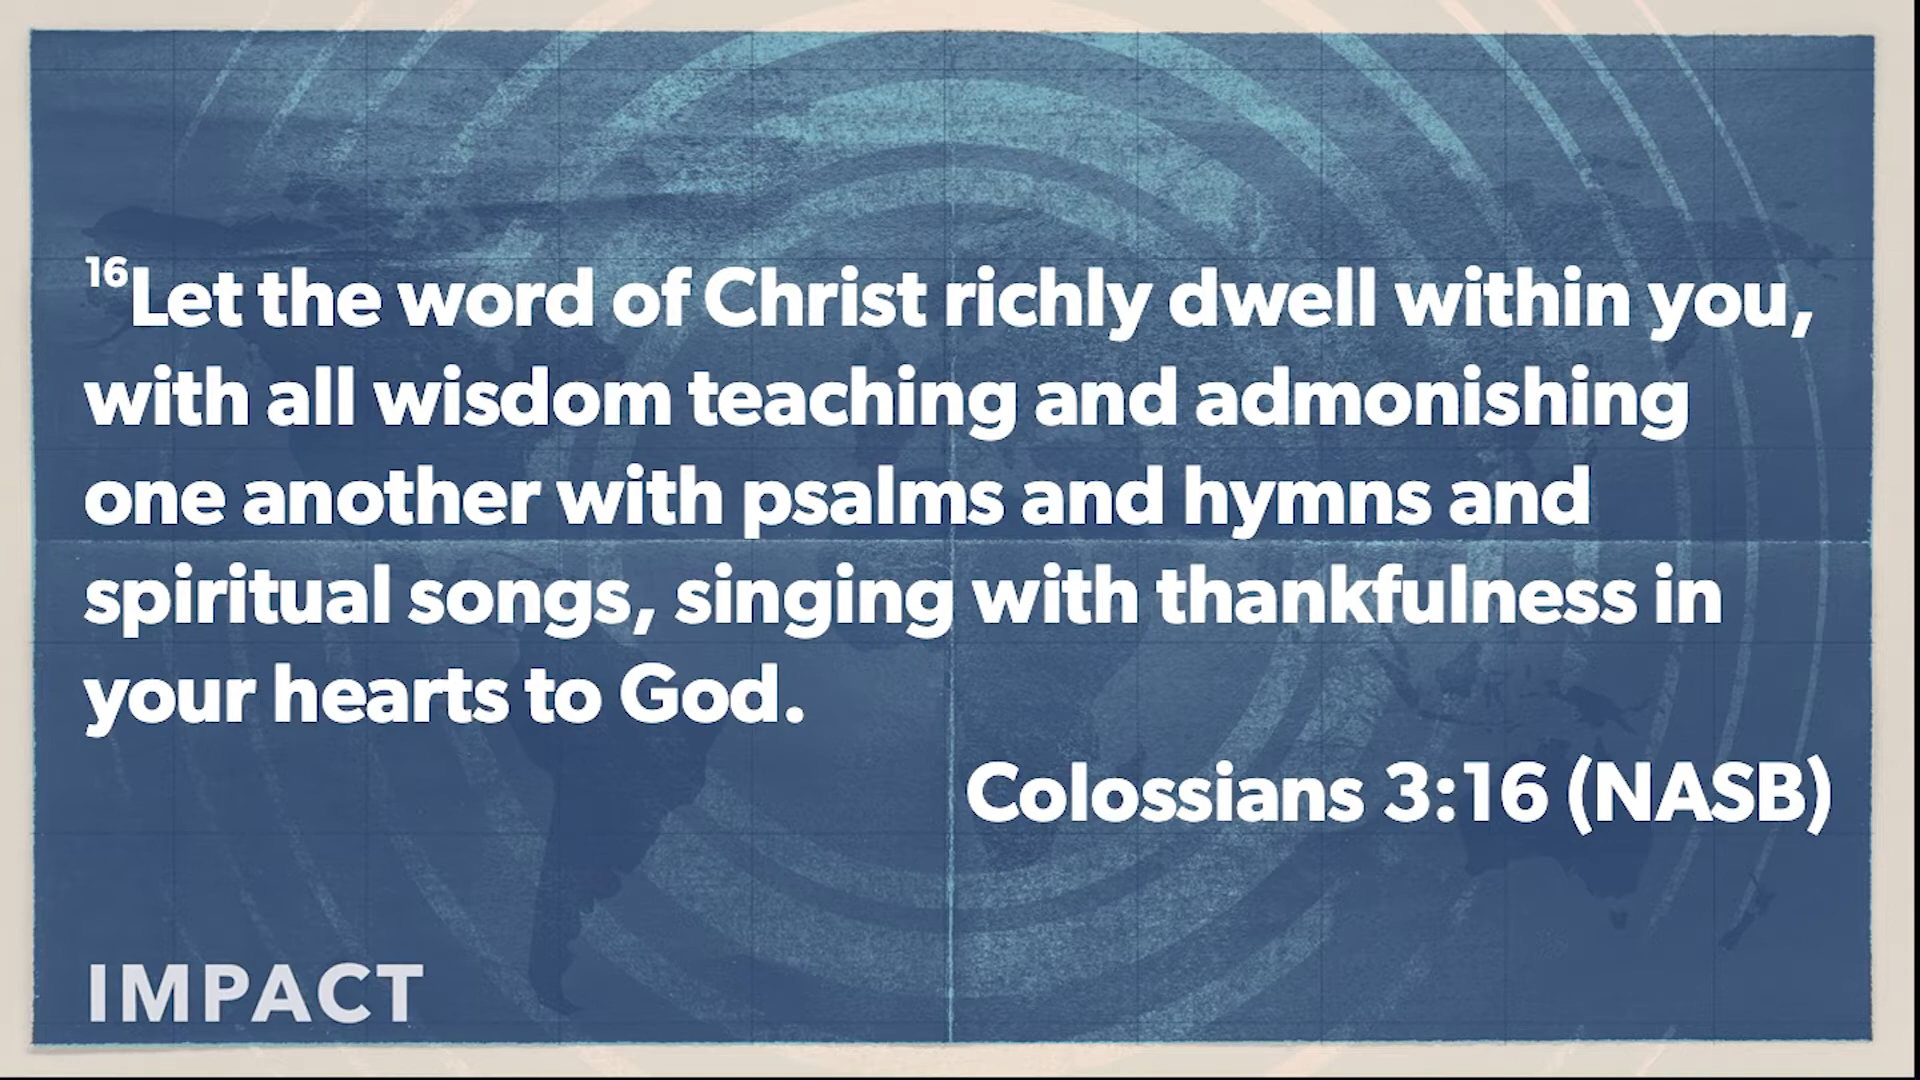 16Let the word of Christ richly dwell within you,
with all wisdom teaching and admonishing
one another with psalms and hymns and
spiritual songs, singing with thankfulness in
your hearts to God.
Colossians 3:16 (NASB)
IMPACT